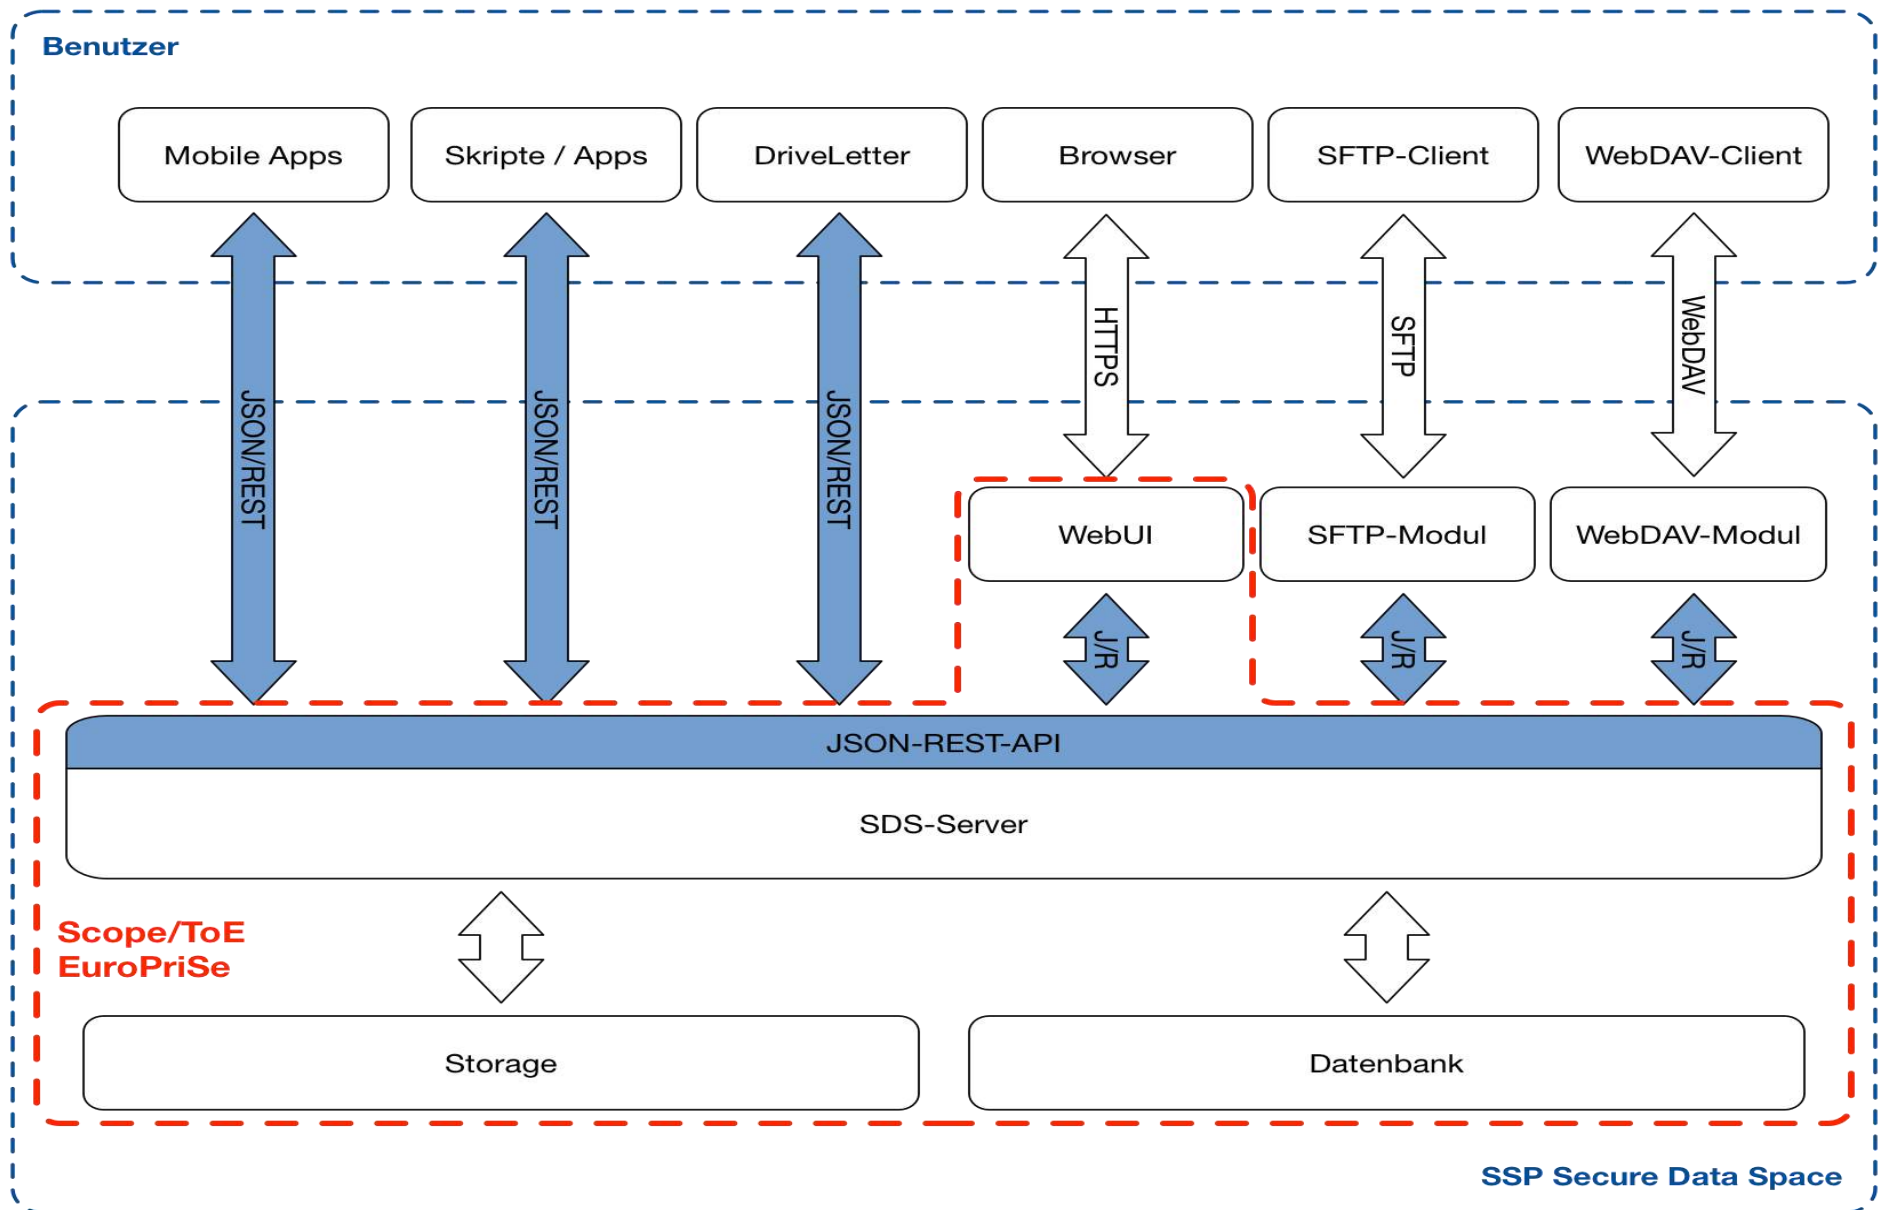 Benutzer
Mobile Apps
Skripte / Apps
DriveLetter
Browser
SFTP-Client
WebDAV-Client
JSON/REST
JSON/REST
JSON/REST
HTTPS
SFTP
WebDAV
WebUI
SFTP-Modul
WebDAV-Modul
J/R
J/R
J/R
JSON-REST-API
SDS-Server
Scope/ToE
EuroPriSe
Storage
Datenbank
SSP Secure Data Space